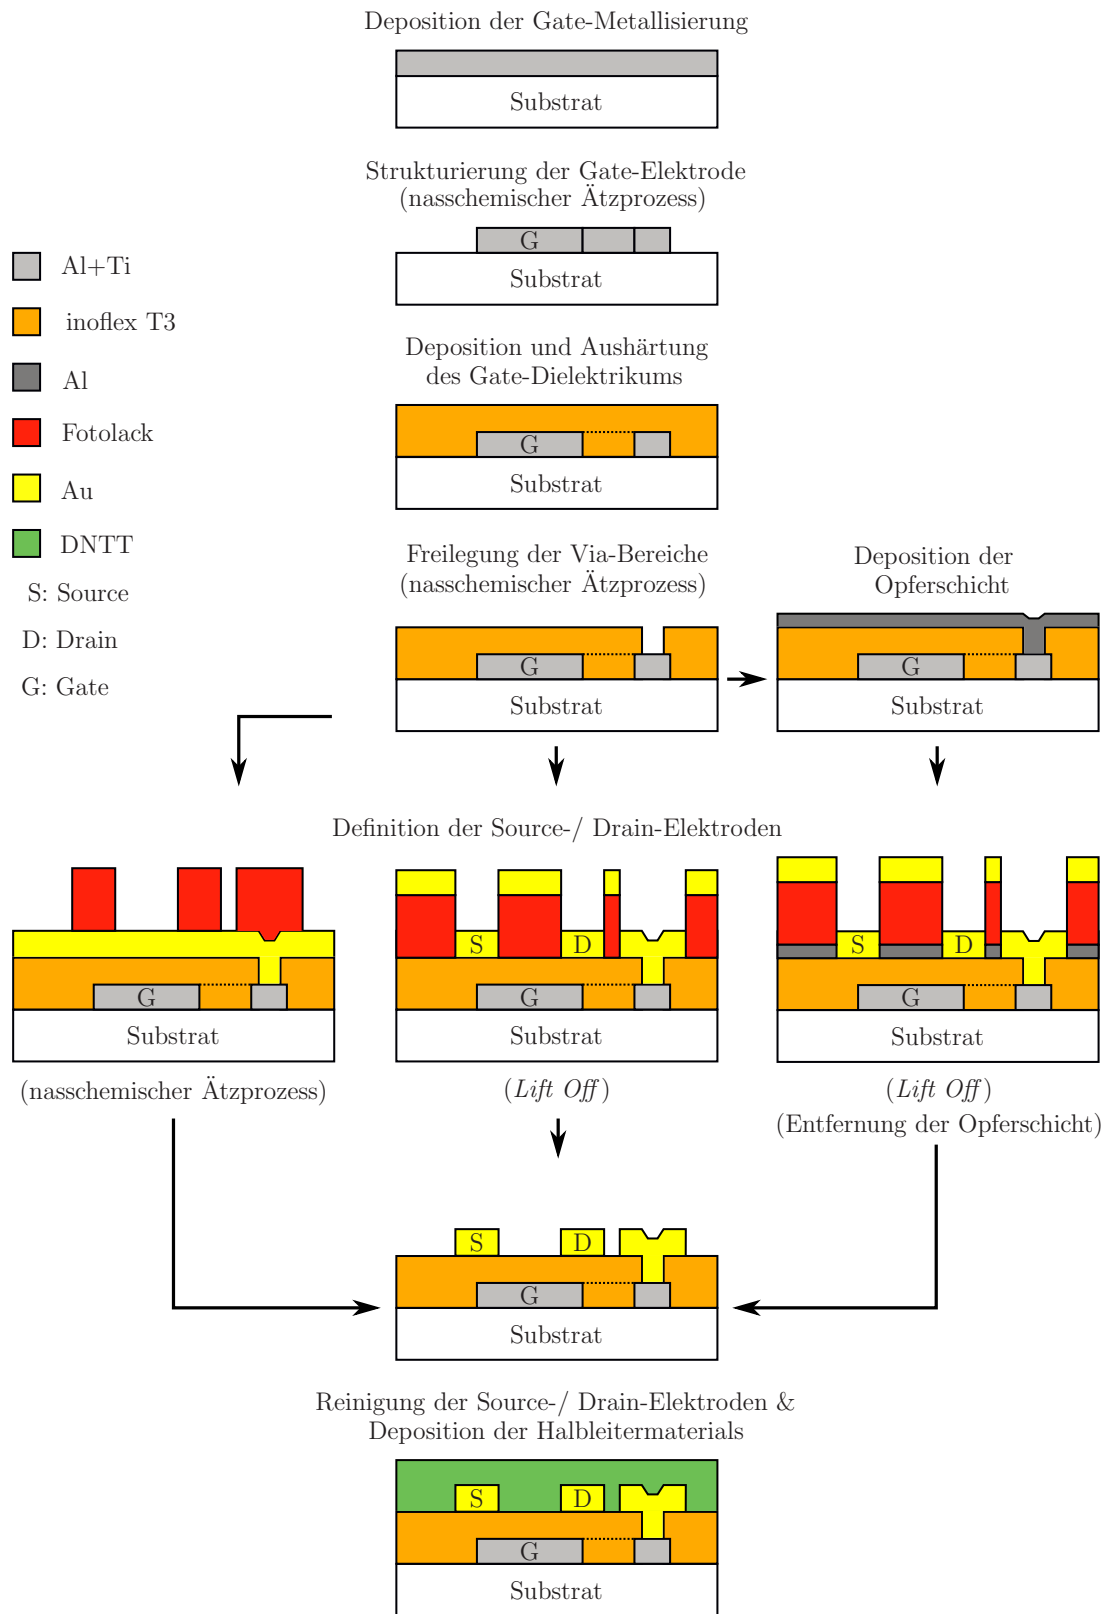 Deposition der Gate-Metallisierung
Substrat
Strukturierung der Gate-Elektrode
(nasschemischer Ätzprozess)
G
Substrat
Al+Ti
inoflex T3
Al
Fotolack
Au
DNTT
S: Source
D: Drain
G: Gate
Deposition und Aushärtung
des Gate-Dielektrikums
G
Substrat
Freilegung der Via-Bereiche
(nasschemischer Ätzprozess)
G
Substrat
Deposition der
Opferschicht
G
Substrat
Definition der Source-/ Drain-Elektroden
G
Substrat
(nasschemischer Ätzprozess)
S D
G
Substrat
(Lift Off)
S D
G
Substrat
(Lift Off)
(Entfernung der Opferschicht)
S D
G
Substrat
Reinigung der Source-/ Drain-Elektroden &
Deposition der Halbleitermaterials
S D
G
Substrat